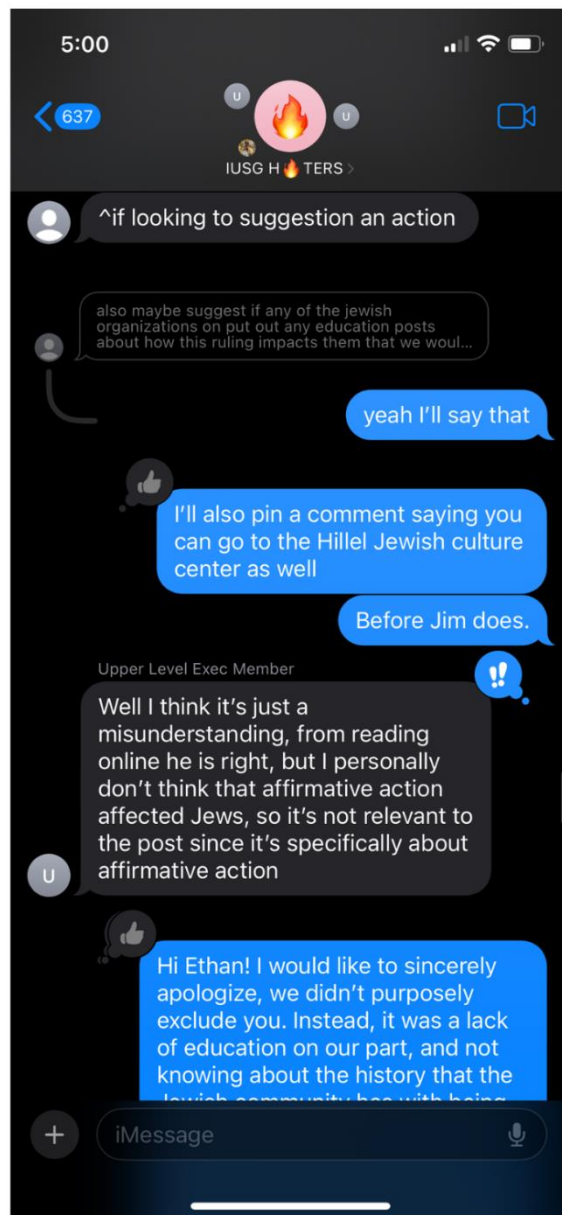 5:00
637
U
U
IUSG H🔥TERS >
^if looking to suggestion an action
also maybe suggest if any of the jewish
organizations on put out any education posts
about how this ruling impacts them that we woul...
yeah I'll say that
I'll also pin a comment saying you
can go to the Hillel Jewish culture
center as well
Before Jim does.
Upper Level Exec Member
!!
Well I think it's just a
misunderstanding, from reading
online he is right, but I personally
don't think that affirmative action
affected Jews, so it's not relevant to
the post since it's specifically about
affirmative action
U
Hi Ethan! I would like to sincerely
apologize, we didn't purposely
exclude you. Instead, it was a lack
of education on our part, and not
knowing about the history that the
Jewish community has with being
iMessage